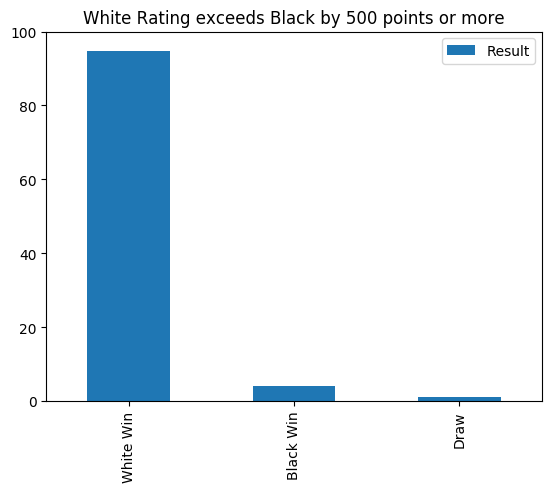 White Rating exceeds Black by 500 points or more
Result
100
80
60
40
20
0
White Win
Black Win
Draw